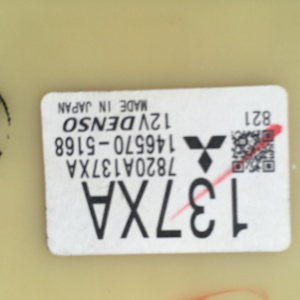 137XA
7820A137XA
146570-5168
12V DENSO
MADE IN JAPAN
821